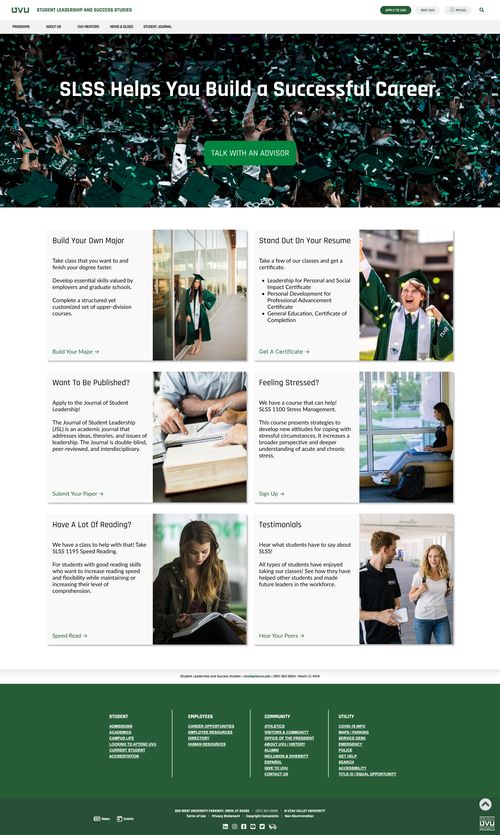 UVU STUDENT LEADERSHIP AND SUCCESS STUDIES
APPLY TO UVU WHY UVU MYUVU
PROGRAMS ABOUT US UVU MENTORS NEWS & BLOGS STUDENT JOURNAL
SLSS Helps You Build a Successful Career.
TALK WITH AN ADVISOR
Build Your Own Major
Take class that you want to and
finish your degree faster.
Develop essential skills valued by
employers and graduate schools.
Complete a structured yet
customized set of upper-division
courses.
Build Your Major →
Stand Out On Your Resume
Take a few of our classes and get a
certificate.
• Leadership for Personal and Social
Impact Certificate
• Personal Development for
Professional Advancement
Certificate
• General Education, Certificate of
Completion
Get A Certificate →
Want To Be Published?
Apply to the Journal of Student
Leadership!
The Journal of Student Leadership
(JSL) is an academic journal that
addresses ideas, theories, and issues of
leadership. The Journal is double-blind,
peer-reviewed, and interdisciplinary.
Submit Your Paper →
Feeling Stressed?
We have a course that can help!
SLSS 1100 Stress Management.
This course presents strategies to
develop new attitudes for coping with
stressful circumstances. It increases a
broader perspective and deeper
understanding of acute and chronic
stress.
Sign Up →
Have A Lot Of Reading?
We have a class to help with that! Take
SLSS 1195 Speed Reading.
For students with good reading skills
who want to increase reading speed
and flexibility while maintaining or
increasing their level of
comprehension.
Speed Read →
Testimonials
Hear what students have to say about
SLSS!
All types of students have enjoyed
taking our classes! See how they have
helped other students and made
future leaders in the workforce.
Hear Your Peers →
Student Leadership and Success Studies
STUDENT
ADMISSIONS
ACADEMICS
CAMPUS LIFE
LOOKING TO ATTEND UVU
CURRENT STUDENT
ACCREDITATION
EMPLOYEES
CAREER OPPORTUNITIES
EMPLOYEE RESOURCES
DIRECTORY
HUMAN RESOURCES
COMMUNITY
ATHLETICS
VISITORS & COMMUNITY
OFFICE OF THE PRESIDENT
ABOUT UVU / HISTORY
ALUMNI
INCLUSION & DIVERSITY
ESPAÑOL
GIVE TO UVU
CONTACT US
UTILITY
COVID-19 INFO
MAPS / PARKING
SERVICE DESK
EMERGENCY
POLICE
GET HELP
SEARCH
ACCESSIBILITY
TITLE IX / EQUAL OPPORTUNITY
News Events
800 WEST UNIVERSITY PARKWAY, OREM, UT 84058 © UTAH VALLEY UNIVERSITY
Terms of Use | Privacy Statement | Copyright Complaints | Non-Discrimination
UVU